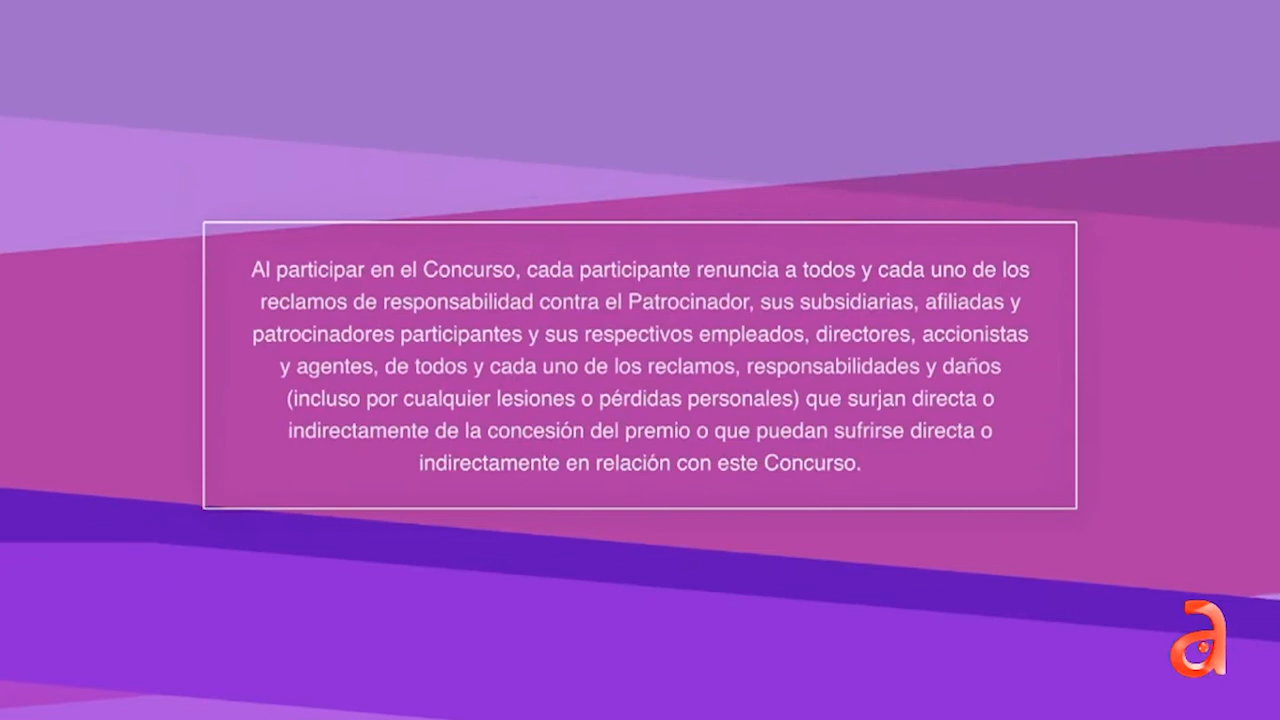 Al participar en el Concurso, cada participante renuncia a todos y cada uno de los
reclamos de responsabilidad contra el Patrocinador, sus subsidiarias, afiliadas y
patrocinadores participantes y sus respectivos empleados, directores, accionistas
y agentes, de todos y cada uno de los reclamos, responsabilidades y daños
(incluso por cualquier lesiones o pérdidas personales) que surjan directa o
indirectamente de la concesión del premio o que puedan sufrirse directa o
indirectamente en relación con este Concurso.
a